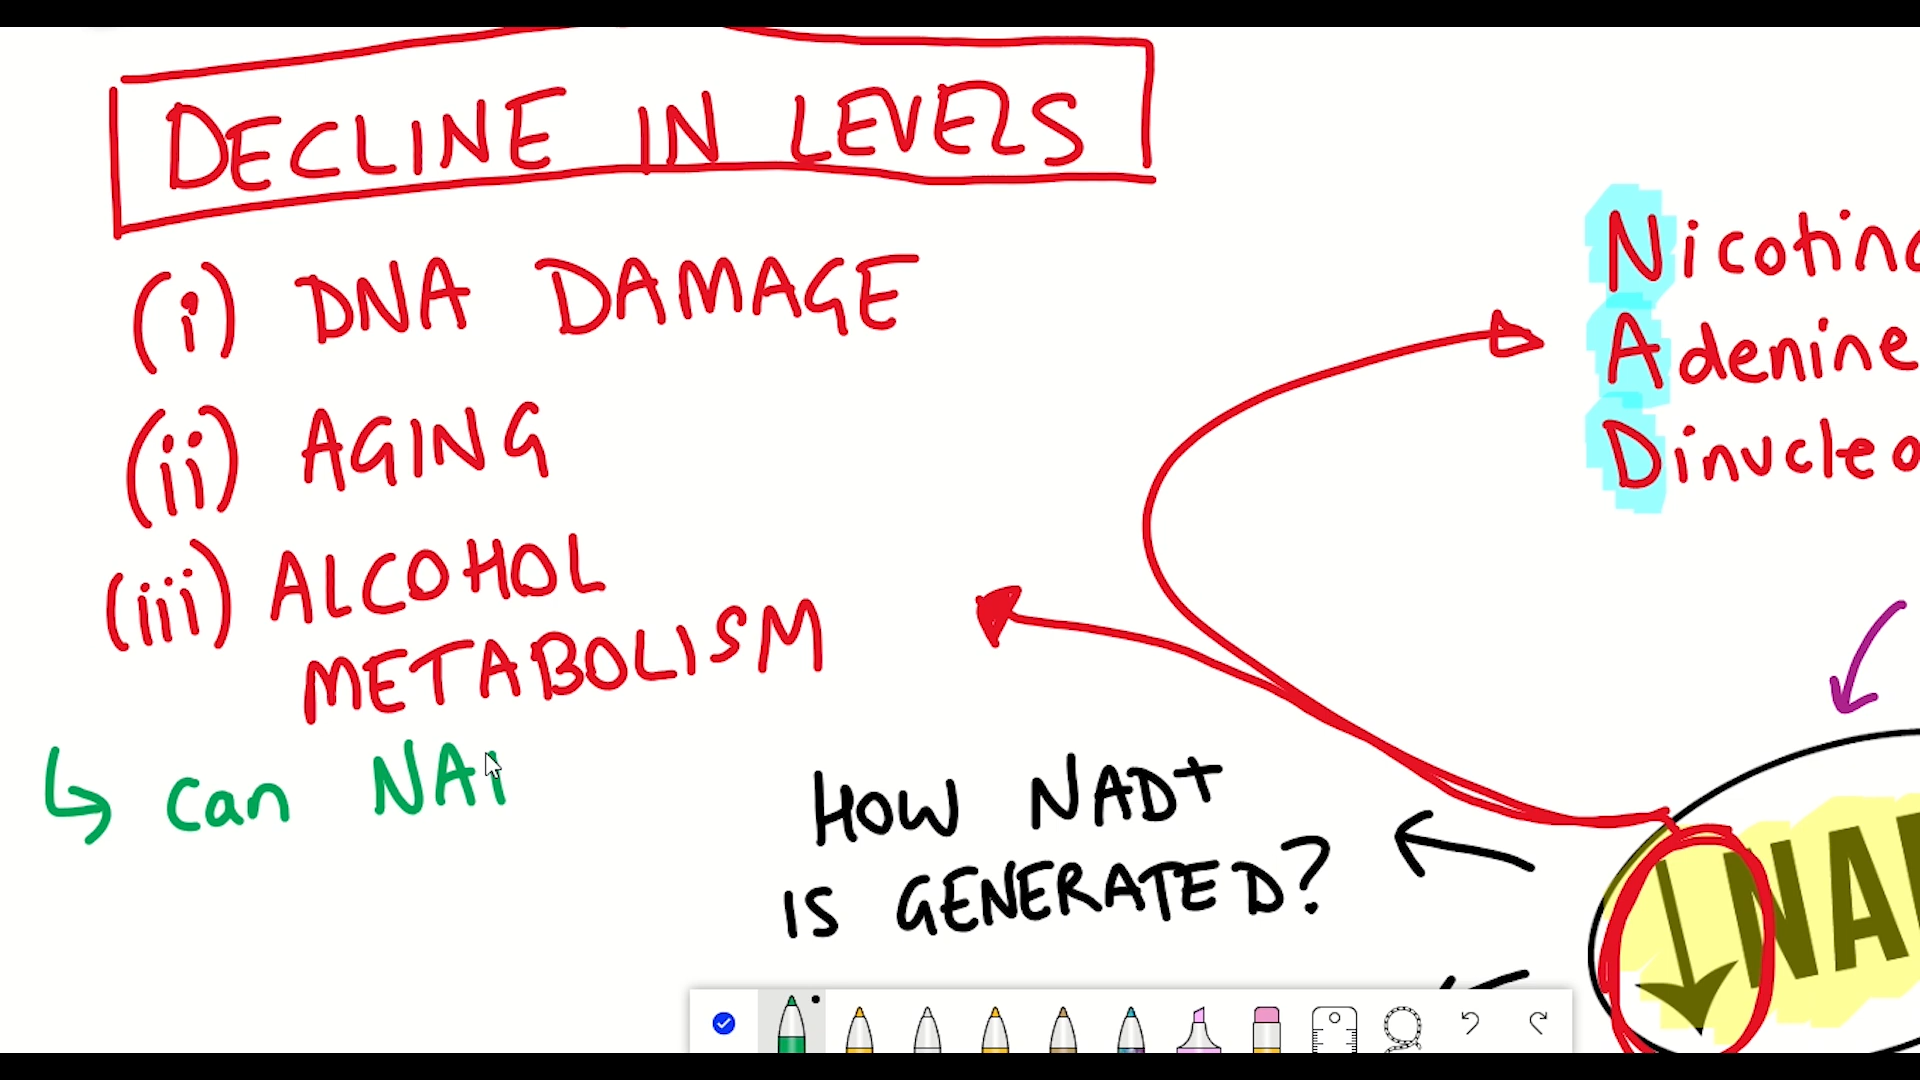 DECLINE IN LEVELS
(i) DNA DAMAGE
(ii) AGING
(iii) ALCOHOL
METABOLISM
can NA
Nicotina
Adenine
Dinucleo
HOW NAD+
IS GENERATED?
↓NA